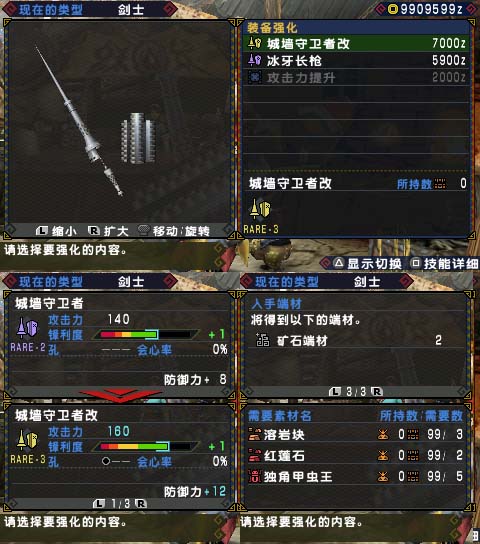 现在的类型 剑士
缩小 R 扩大 移动/旋转
请选择要强化的内容。
9909599z
装备强化
城墙守卫者改 7000z
冰牙长枪 5900z
攻击力提升 2000z
城墙守卫者改 所持数 0
RARE-3
△显示切换 □技能详细
现在的类型 剑士
城墙守卫者
攻击力 140
锋利度 +1
RARE-2 孔 --- 会心率 0%
防御力+ 8
城墙守卫者改
攻击力 160
锋利度 +1
RARE-3 孔 ○ 会心率 0%
防御力+12
L 1/3 R
请选择要强化的内容。
现在的类型 剑士
入手端材
将得到以下的端材。
矿石端材 2
L 3/3 R
需要素材名 所持数/需要数
溶岩块 0 99/ 3
红莲石 0 99/ 2
独角甲虫王 0 99/ 5
请选择要强化的内容。
细